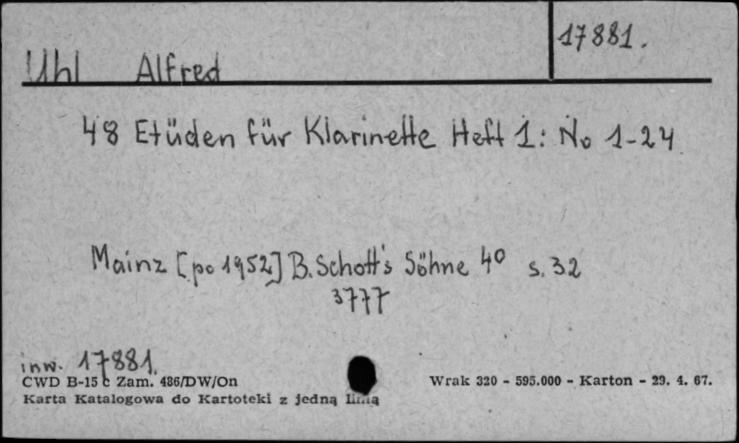 17881.
Uhl Alfred
48 Etüden für Klarinette Heft 1: No 1-24
Mainz [po 1952] B. Schott's Söhne 4° s. 32
3777
inw. 17881.
CWD B-15 c Zam. 486/DW/On Wrak 320 - 595.000 - Karton - 29. 4. 67.
Karta Katalogowa do Kartoteki z jedną linią